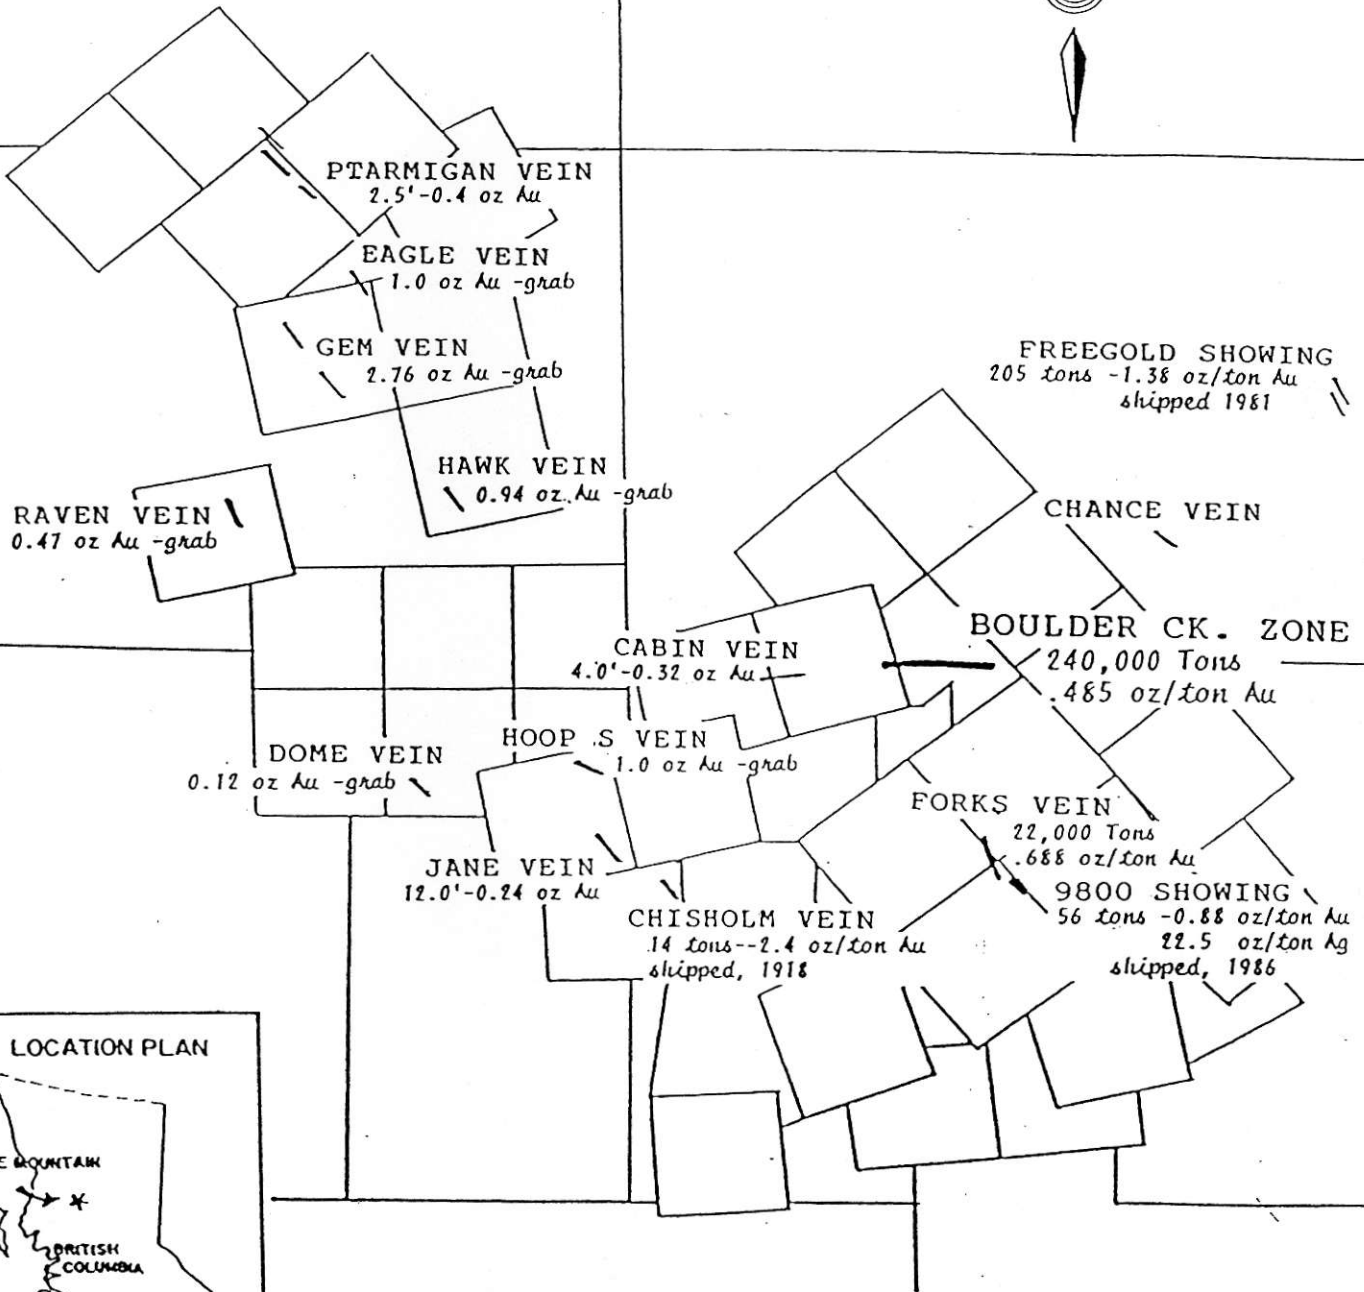 PTARMIGAN VEIN
2.5'-0.4 oz Au
EAGLE VEIN
1.0 oz Au -grab
GEM VEIN
2.76 oz Au -grab
FREEGOLD SHOWING
205 tons -1.38 oz/ton Au
shipped 1981
HAWK VEIN
0.94 oz. Au -grab
RAVEN VEIN
0.47 oz Au -grab
CHANCE VEIN
BOULDER CK. ZONE
240,000 Tons
.485 oz/ton Au
CABIN VEIN
4.0'-0.32 oz Au
HOOP S VEIN
1.0 oz Au -grab
DOME VEIN
0.12 oz Au -grab
FORKS VEIN
22,000 Tons
.688 oz/ton Au
JANE VEIN
12.0'-0.24 oz Au
9800 SHOWING
56 tons -0.88 oz/ton Au
22.5 oz/ton Ag
shipped, 1986
CHISHOLM VEIN
14 tons--2.4 oz/ton Au
shipped, 1918
LOCATION PLAN
E MOUNTAIN
BRITISH
COLUMBIA